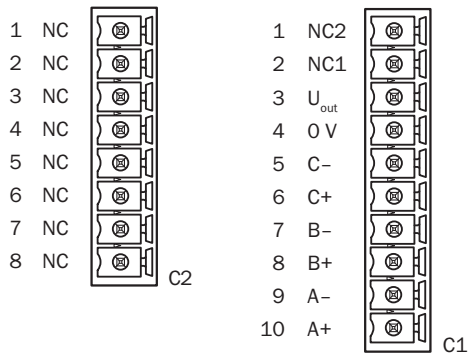 1 NC
2 NC
3 NC
4 NC
5 NC
6 NC
7 NC
8 NC
C2
1 NC2
2 NC1
3 U_out
4 0 V
5 C–
6 C+
7 B–
8 B+
9 A–
10 A+
C1